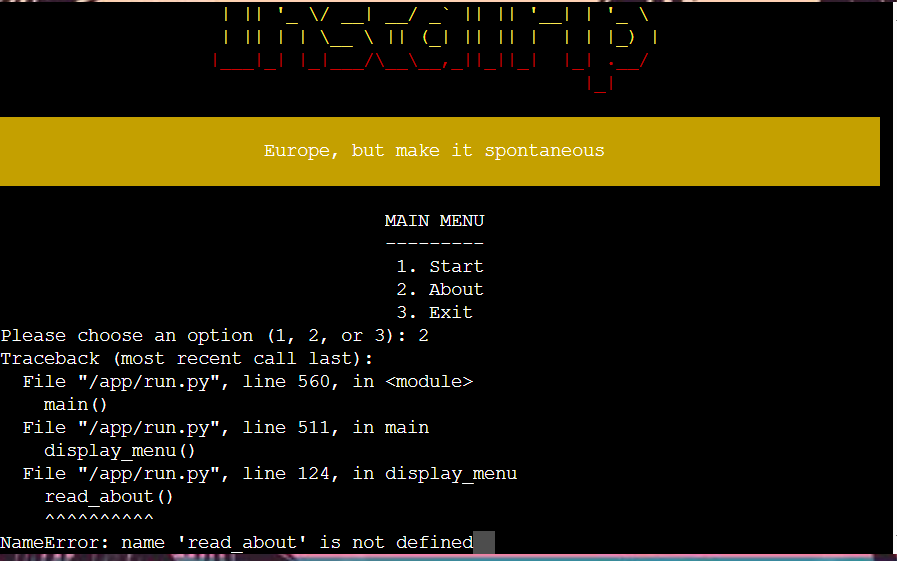 | || '_ \/ __| __/ _` || || '__| | '_ \
| || | | \__ \ || (_| || || |  | | |_) |
|___|_| |_|___/\__\__,_||_||_|  |_| .__/
|_|
Europe, but make it spontaneous
MAIN MENU
---------
1. Start
2. About
3. Exit
Please choose an option (1, 2, or 3): 2
Traceback (most recent call last):
  File "/app/run.py", line 560, in <module>
    main()
  File "/app/run.py", line 511, in main
    display_menu()
  File "/app/run.py", line 124, in display_menu
    read_about()
    ^^^^^^^^^^
NameError: name 'read_about' is not defined